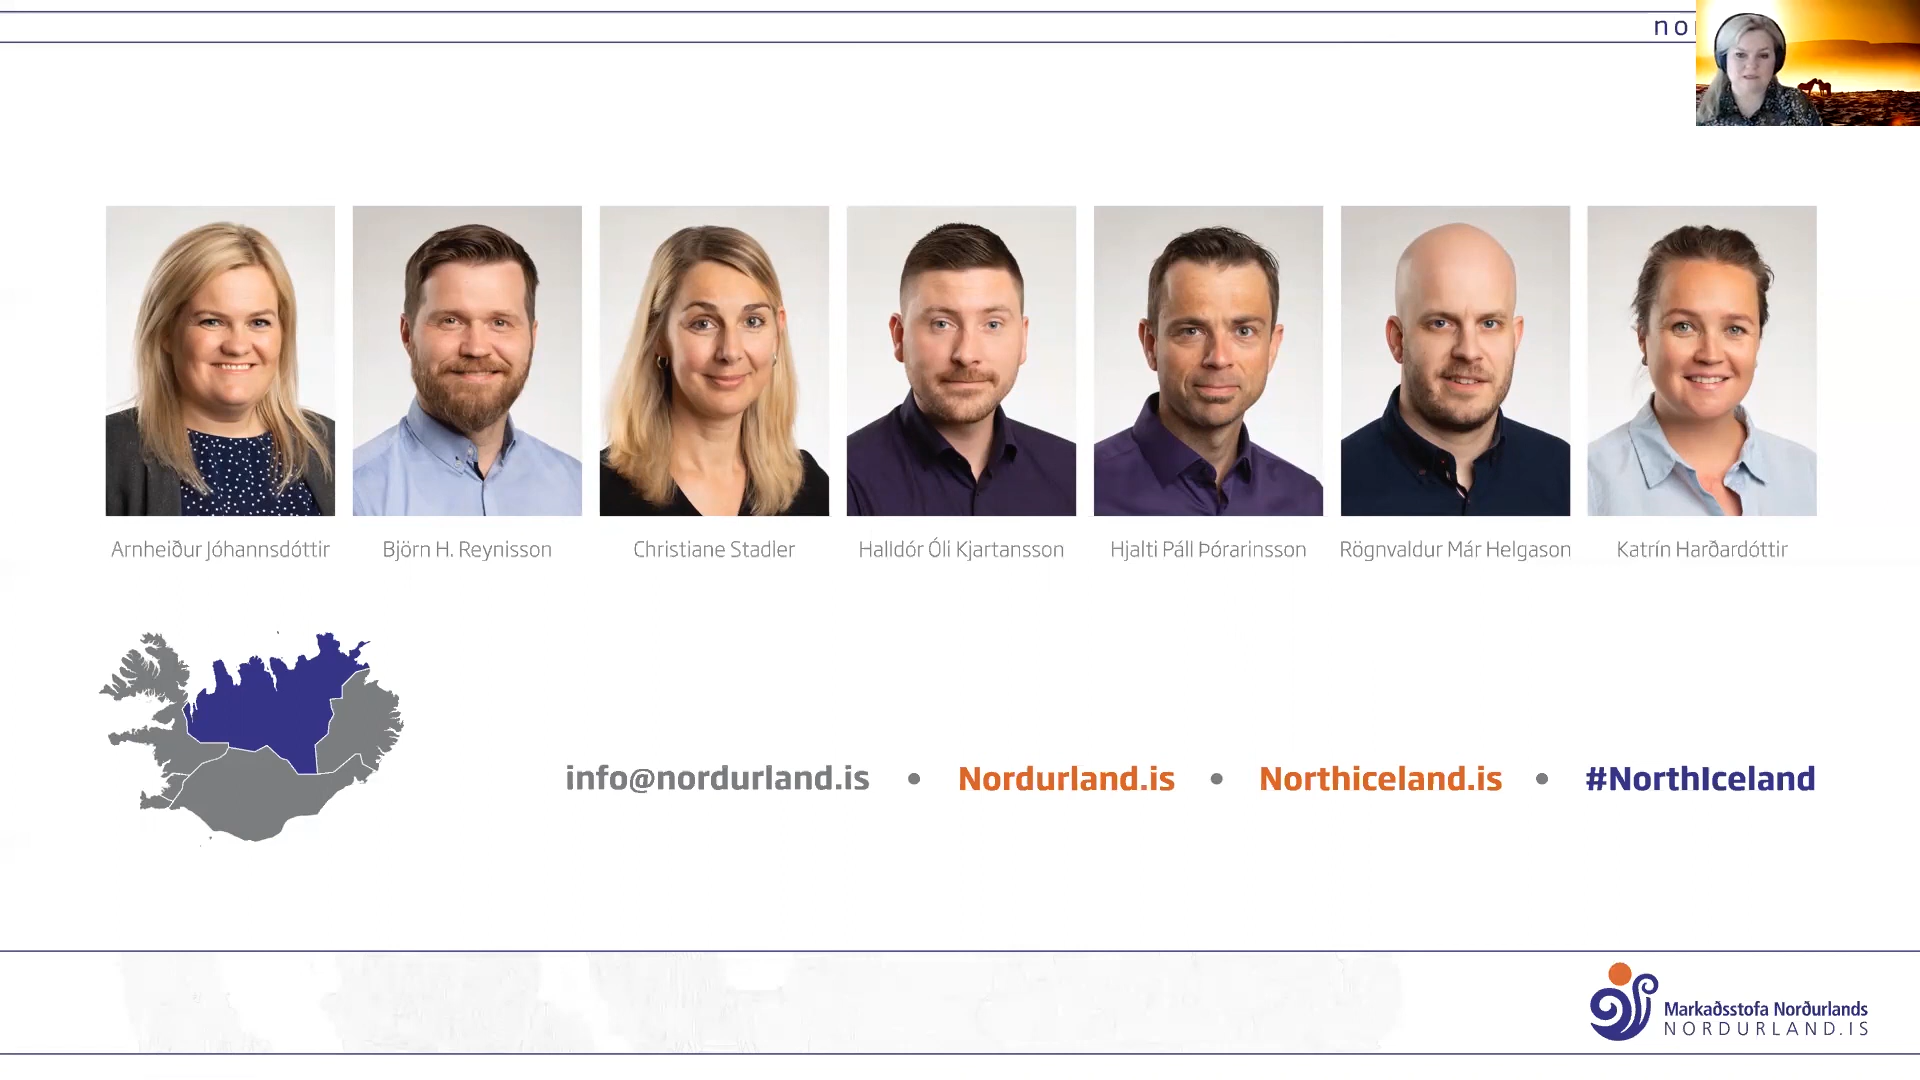 Arnheiður Jóhannsdóttir
Björn H. Reynisson
Christiane Stadler
Halldór Óli Kjartansson
Hjalti Páll Þórarinsson
Rögnvaldur Már Helgason
Katrín Harðardóttir
info@nordurland.is • Nordurland.is • Northiceland.is • #NorthIceland
Markaðsstofa Norðurlands
NORDURLAND.IS